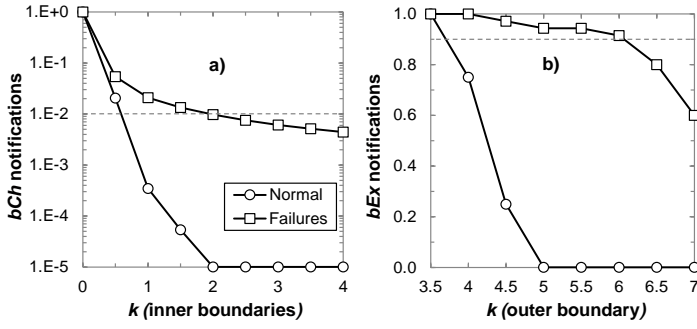 1.E+0
1.E-1
1.E-2
1.E-3
1.E-4
1.E-5
bCh notifications
a)
Normal
Failures
0 1 2 3 4
k (inner boundaries)
1.0
0.8
0.6
0.4
0.2
0.0
bEx notifications
b)
3.5 4 4.5 5 5.5 6 6.5 7
k (outer boundary)